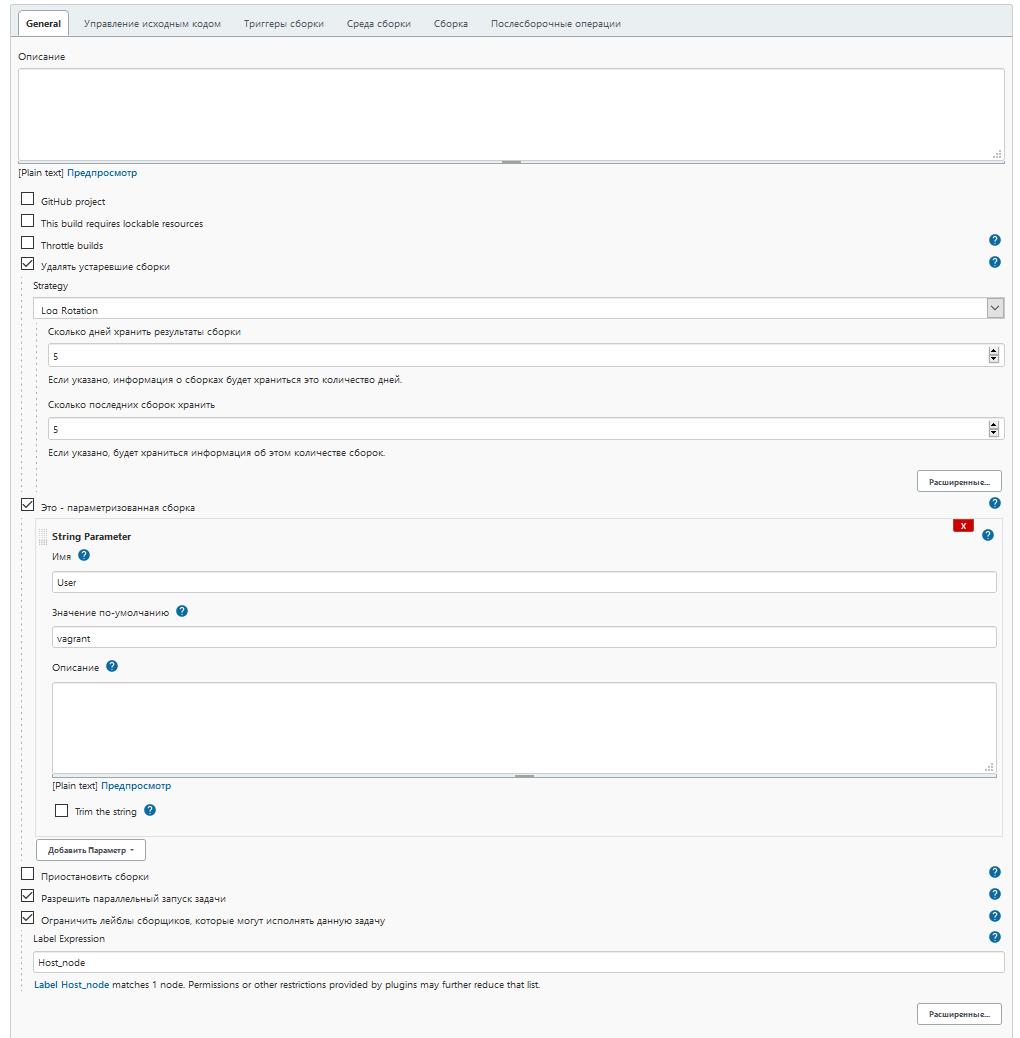 General Управление исходным кодом Триггеры сборки Среда сборки Сборка Послесборочные операции
Описание
[Plain text] Предпросмотр
GitHub project
This build requires lockable resources
Throttle builds
Удалять устаревшие сборки
Strategy
Log Rotation
Сколько дней хранить результаты сборки
5
Если указано, информация о сборках будет храниться это количество дней.
Сколько последних сборок хранить
5
Если указано, будет храниться информация об этом количестве сборок.
Расширенные...
Это - параметризованная сборка
X
String Parameter
Имя
User
Значение по-умолчанию
vagrant
Описание
[Plain text] Предпросмотр
Trim the string
Добавить Параметр
Приостановить сборки
Разрешить параллельный запуск задачи
Ограничить лейблы сборщиков, которые могут исполнять данную задачу
Label Expression
Host_node
Label Host_node matches 1 node. Permissions or other restrictions provided by plugins may further reduce that list.
Расширенные...